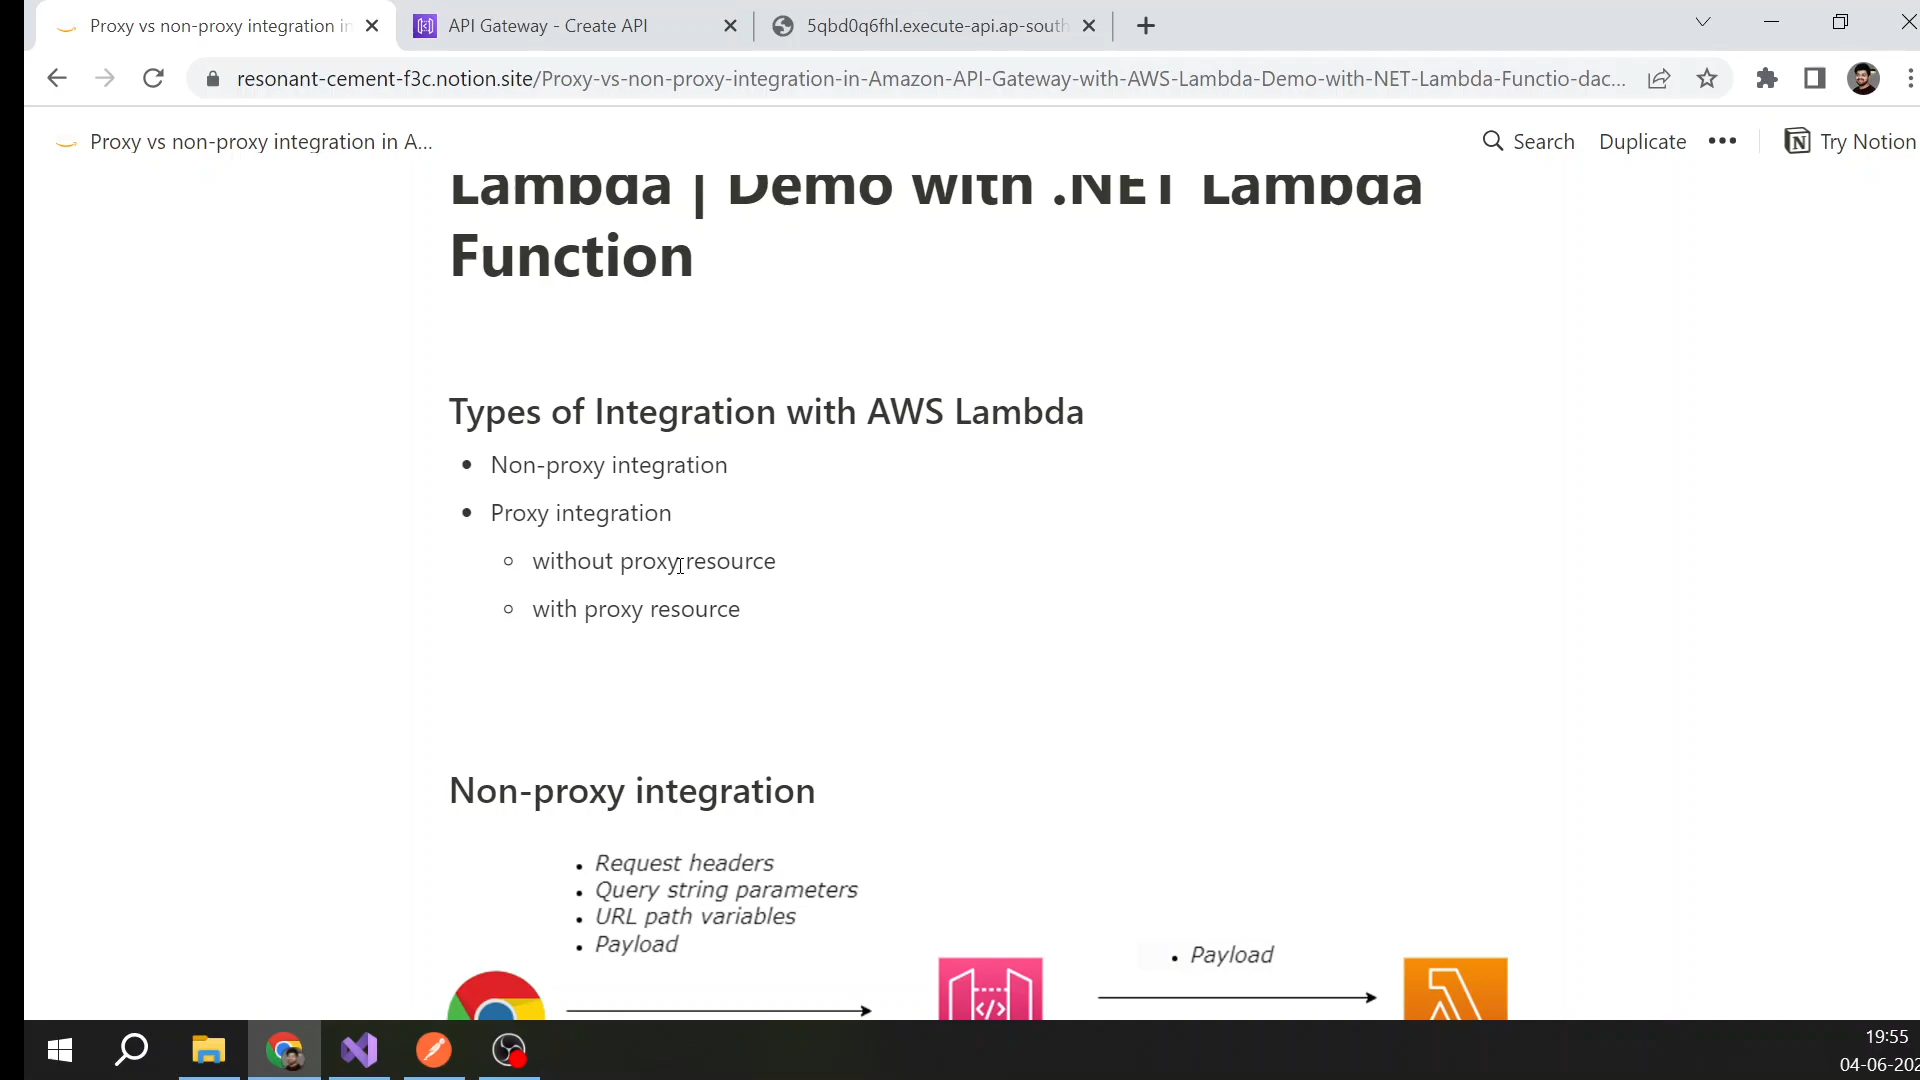 Proxy vs non-proxy integration in
API Gateway - Create API
5qbd0q6fhl.execute-api.ap-south
resonant-cement-f3c.notion.site/Proxy-vs-non-proxy-integration-in-Amazon-API-Gateway-with-AWS-Lambda-Demo-with-NET-Lambda-Functio-dac...
Proxy vs non-proxy integration in A...
Search Duplicate ••• Try Notion
Lambda | Demo with .NET Lambda
Function
Types of Integration with AWS Lambda
• Non-proxy integration
• Proxy integration
◦ without proxy resource
◦ with proxy resource
Non-proxy integration
• Request headers
• Query string parameters
• URL path variables
• Payload
• Payload
</> 
19:55
04-06-202